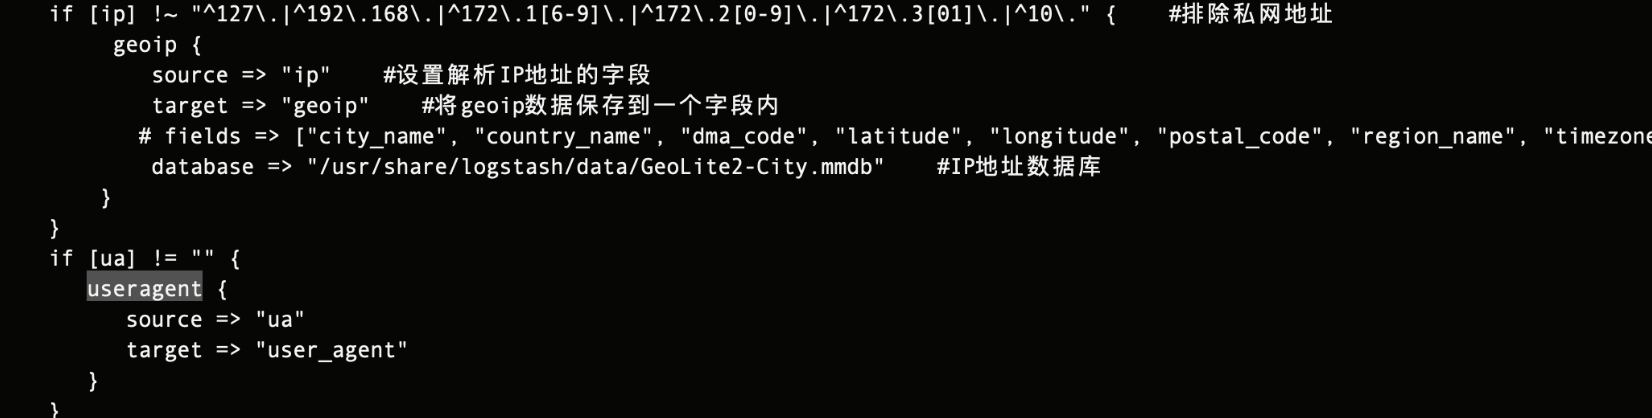 if [ip] !~ "^127\.|^192\.168\.|^172\.1[6-9]\.|^172\.2[0-9]\.|^172\.3[01]\.|^10\." {    #排除私网地址
geoip {
source => "ip"    #设置解析IP地址的字段
target => "geoip"    #将geoip数据保存到一个字段内
# fields => ["city_name", "country_name", "dma_code", "latitude", "longitude", "postal_code", "region_name", "timezone
database => "/usr/share/logstash/data/GeoLite2-City.mmdb"    #IP地址数据库
}
}
if [ua] != "" {
useragent {
source => "ua"
target => "user_agent"
}
}